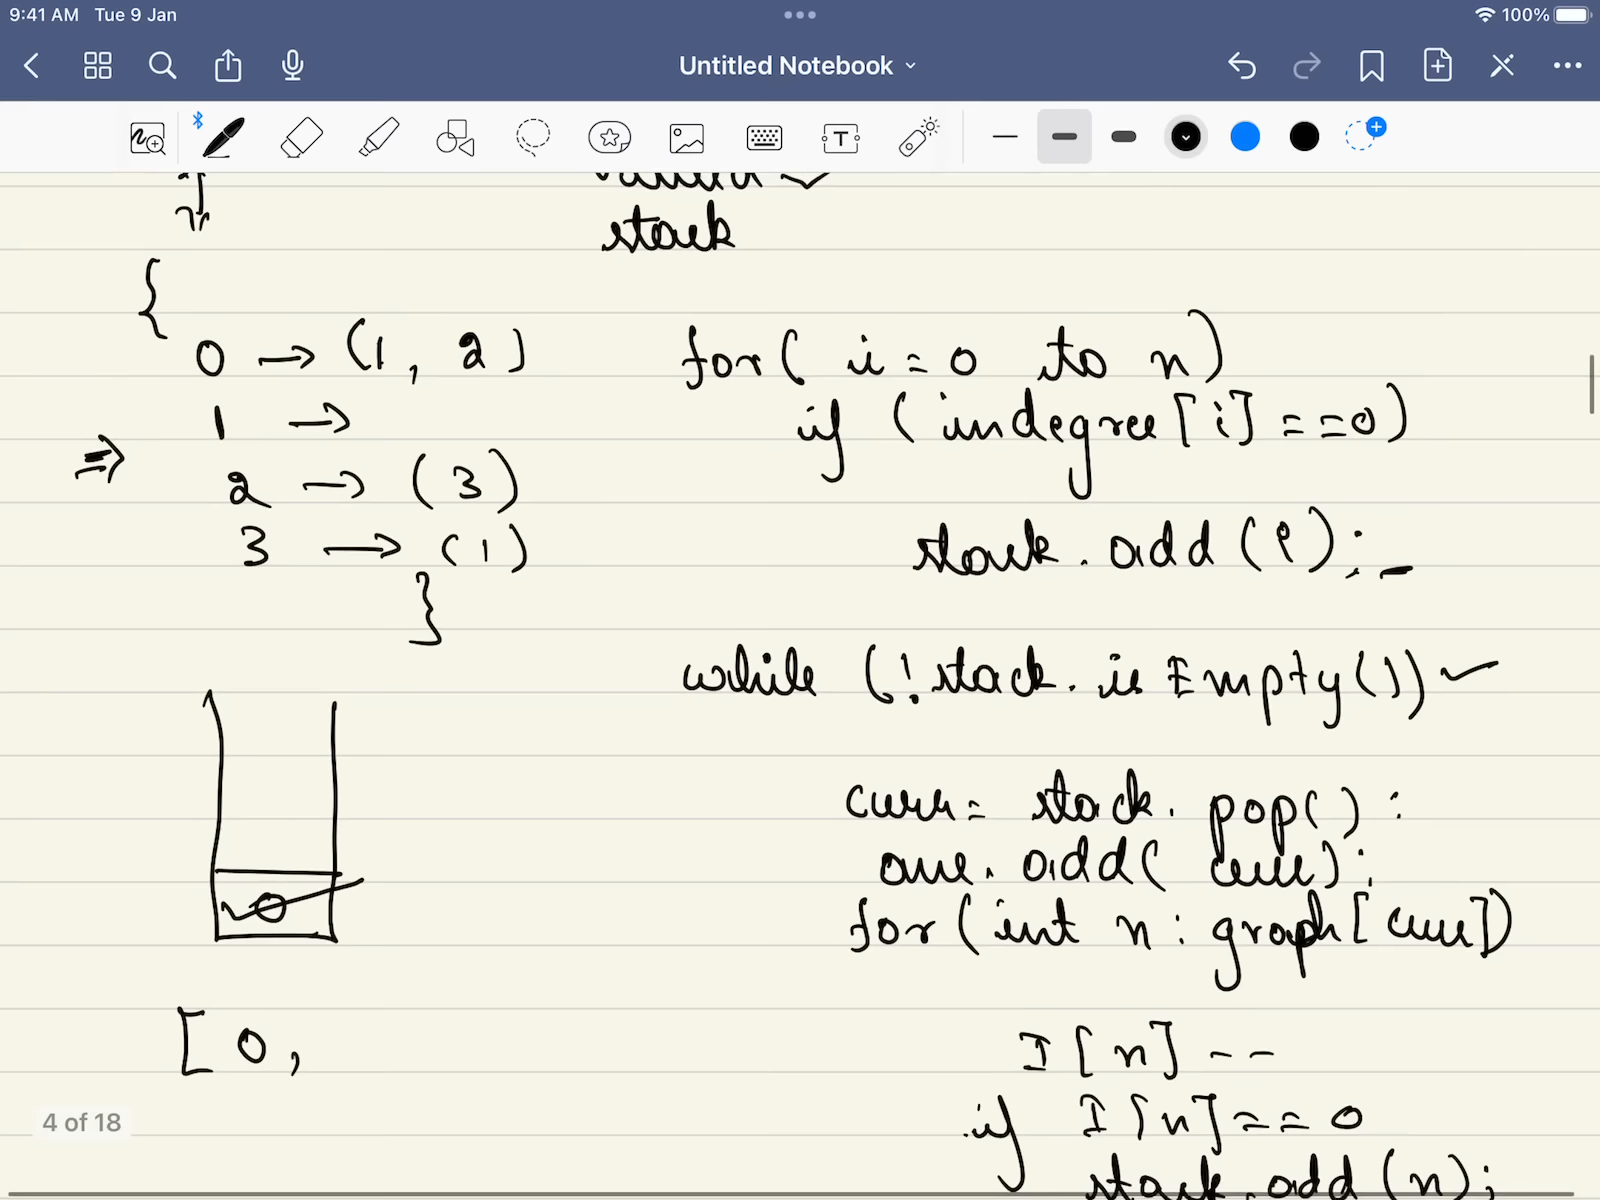 9:41 AM Tue 9 Jan
100%
Untitled Notebook
T
stack
{
0 → (1, 2)
1 →
⇒
2 → (3)
3 → (1)
}
for( i = 0 to n)
if (indegree[i] == 0)
stack.add(i);
while (!stack.isEmpty())
curr = stack.pop();
ans.add(curr);
for(int n : graph[curr])
I[n]--
if I[n] == 0
stack.add(n);
0
[ 0,
4 of 18